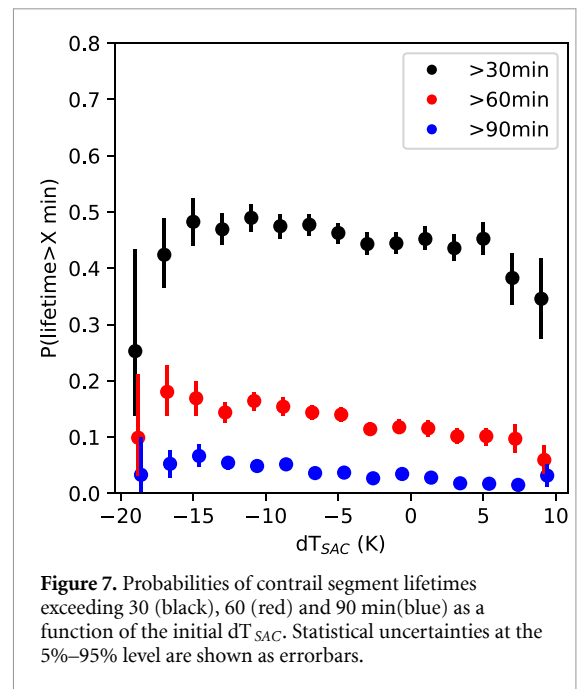 0.8
0.7
0.6
0.5
0.4
0.3
0.2
0.1
0.0
P(lifetime>X min)
>30min
>60min
>90min
−20 −15 −10 −5 0 5 10
dT_SAC (K)
Figure 7. Probabilities of contrail segment lifetimes
exceeding 30 (black), 60 (red) and 90 min(blue) as a
function of the initial dT_SAC. Statistical uncertainties at the
5%–95% level are shown as errorbars.